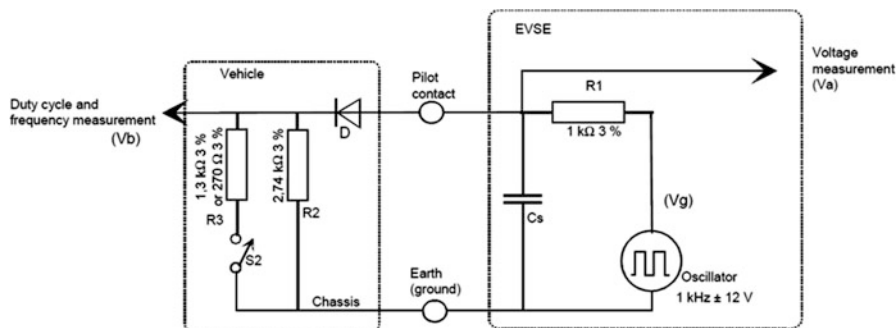 EVSE
Vehicle
Pilot
contact
Voltage
measurement
(Va)
R1
1 kΩ 3 %
Duty cycle and
frequency measurement
(Vb)
D
1,3 kΩ 3 %
or 270 Ω 3 %
2,74 kΩ 3 %
R3
R2
S2
Cs
(Vg)
Earth
(ground)
Chassis
Oscillator
1 kHz ± 12 V